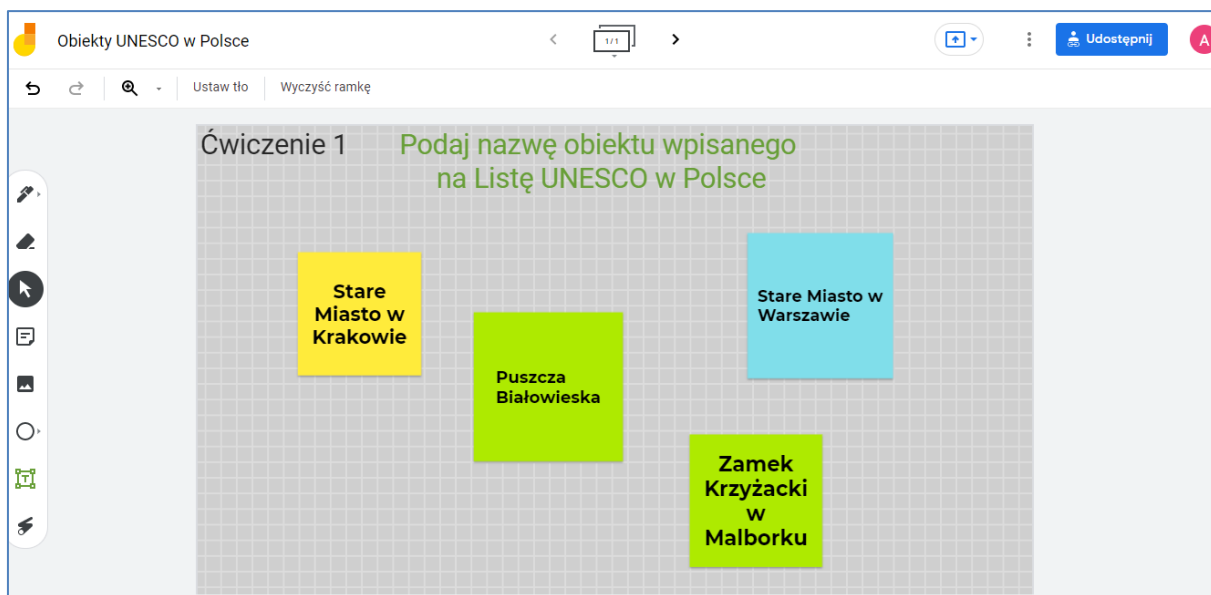 Obiekty UNESCO w Polsce
1/1
Udostępnij
A
Ustaw tło
Wyczyść ramkę
Ćwiczenie 1
Podaj nazwę obiektu wpisanego
na Listę UNESCO w Polsce
Stare
Miasto w
Krakowie
Puszcza
Białowieska
Stare Miasto w
Warszawie
Zamek
Krzyżacki
w
Malborku
T